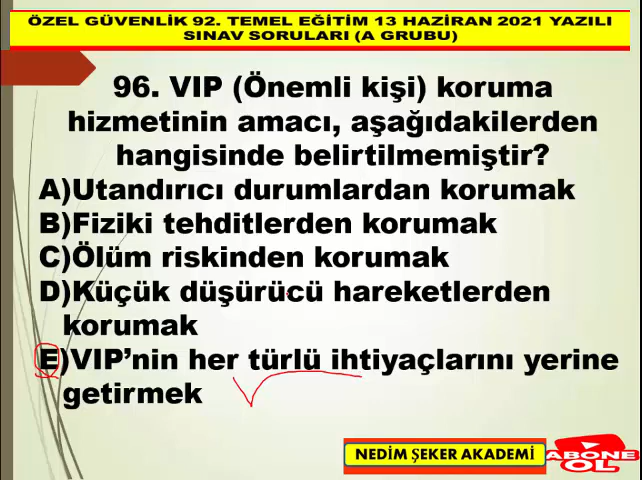 ÖZEL GÜVENLİK 92. TEMEL EĞİTİM 13 HAZİRAN 2021 YAZILI
SINAV SORULARI (A GRUBU)
96. VIP (Önemli kişi) koruma
hizmetinin amacı, aşağıdakilerden
hangisinde belirtilmemiştir?
A)Utandırıcı durumlardan korumak
B)Fiziki tehditlerden korumak
C)Ölüm riskinden korumak
D)Küçük düşürücü hareketlerden
korumak
E)VIP’nin her türlü ihtiyaçlarını yerine
getirmek
NEDİM ŞEKER AKADEMİ
ABONE
OL